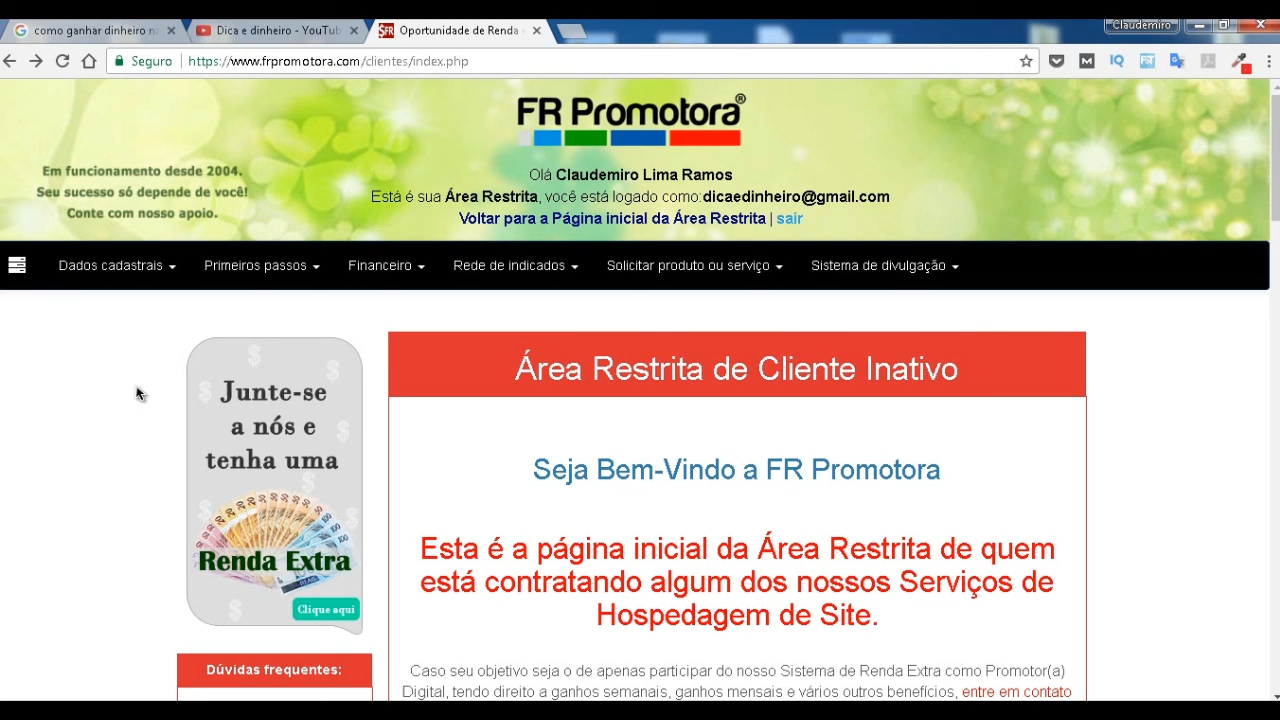 como ganhar dinheiro n
Dica e dinheiro - YouTub
Oportunidade de Renda
Claudemiro
Seguro
https://www.frpromotora.com/clientes/index.php
FR Promotora®
Em funcionamento desde 2004.
Seu sucesso só depende de você!
Conte com nosso apoio.
Olá Claudemiro Lima Ramos
Está é sua Área Restrita, você está logado como:dicaedinheiro@gmail.com
Voltar para a Página inicial da Área Restrita | sair
Dados cadastrais
Primeiros passos
Financeiro
Rede de indicados
Solicitar produto ou serviço
Sistema de divulgação
Junte-se
a nós e
tenha uma
Renda Extra
Clique aqui
Dúvidas frequentes:
Área Restrita de Cliente Inativo
Seja Bem-Vindo a FR Promotora
Esta é a página inicial da Área Restrita de quem
está contratando algum dos nossos Serviços de
Hospedagem de Site.
Caso seu objetivo seja o de apenas participar do nosso Sistema de Renda Extra como Promotor(a)
Digital, tendo direito a ganhos semanais, ganhos mensais e vários outros benefícios, entre em contato